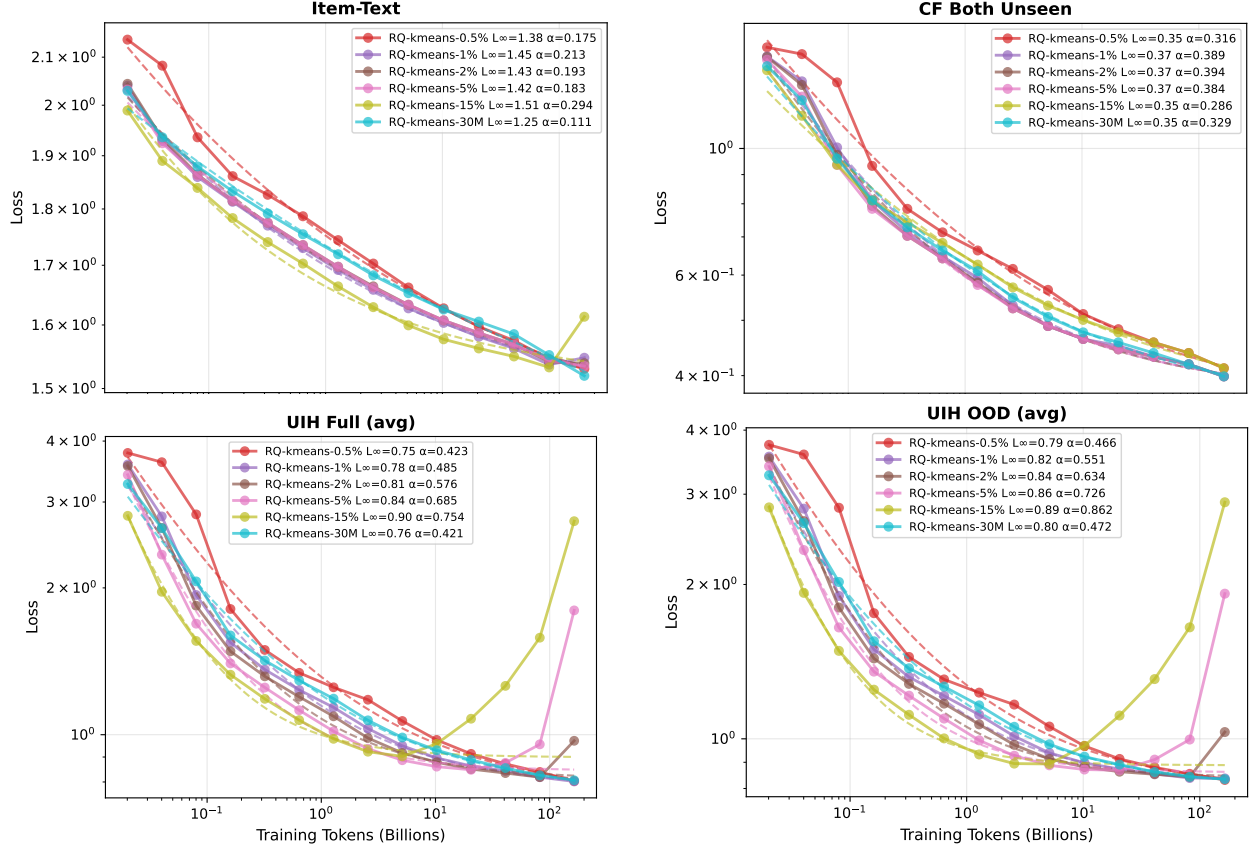 Item-Text
Loss
2.1 × 10⁰
2 × 10⁰
1.9 × 10⁰
1.8 × 10⁰
1.7 × 10⁰
1.6 × 10⁰
1.5 × 10⁰
RQ-kmeans-0.5% L∞=1.38 α=0.175
RQ-kmeans-1% L∞=1.45 α=0.213
RQ-kmeans-2% L∞=1.43 α=0.193
RQ-kmeans-5% L∞=1.42 α=0.183
RQ-kmeans-15% L∞=1.51 α=0.294
RQ-kmeans-30M L∞=1.25 α=0.111
CF Both Unseen
Loss
10⁰
6 × 10⁻¹
4 × 10⁻¹
RQ-kmeans-0.5% L∞=0.35 α=0.316
RQ-kmeans-1% L∞=0.37 α=0.389
RQ-kmeans-2% L∞=0.37 α=0.394
RQ-kmeans-5% L∞=0.37 α=0.384
RQ-kmeans-15% L∞=0.35 α=0.286
RQ-kmeans-30M L∞=0.35 α=0.329
UIH Full (avg)
Loss
4 × 10⁰
3 × 10⁰
2 × 10⁰
10⁰
RQ-kmeans-0.5% L∞=0.75 α=0.423
RQ-kmeans-1% L∞=0.78 α=0.485
RQ-kmeans-2% L∞=0.81 α=0.576
RQ-kmeans-5% L∞=0.84 α=0.685
RQ-kmeans-15% L∞=0.90 α=0.754
RQ-kmeans-30M L∞=0.76 α=0.421
10⁻¹ 10⁰ 10¹ 10²
Training Tokens (Billions)
UIH OOD (avg)
Loss
4 × 10⁰
3 × 10⁰
2 × 10⁰
10⁰
RQ-kmeans-0.5% L∞=0.79 α=0.466
RQ-kmeans-1% L∞=0.82 α=0.551
RQ-kmeans-2% L∞=0.84 α=0.634
RQ-kmeans-5% L∞=0.86 α=0.726
RQ-kmeans-15% L∞=0.89 α=0.862
RQ-kmeans-30M L∞=0.80 α=0.472
10⁻¹ 10⁰ 10¹ 10²
Training Tokens (Billions)